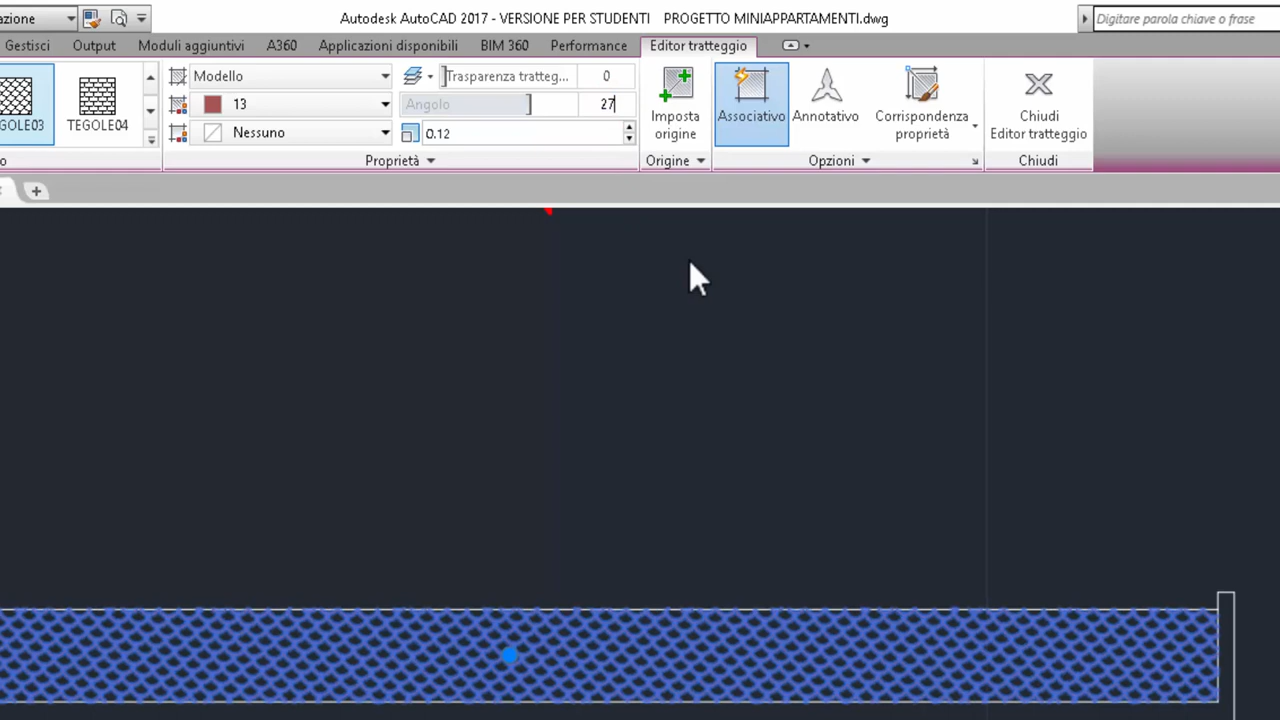 Autodesk AutoCAD 2017 - VERSIONE PER STUDENTI PROGETTO MINIAPPARTAMENTI.dwg
Digitare parola chiave o frase
Gestisci Output Moduli aggiuntivi A360 Applicazioni disponibili BIM 360 Performance Editor tratteggio
Modello Trasparenza tratteg... 0
13 Angolo 27
Nessuno 0.12
TEGOLE04
Imposta origine
Associativo
Annotativo
Corrispondenza proprietà
Chiudi Editor tratteggio
Proprietà Origine Opzioni Chiudi